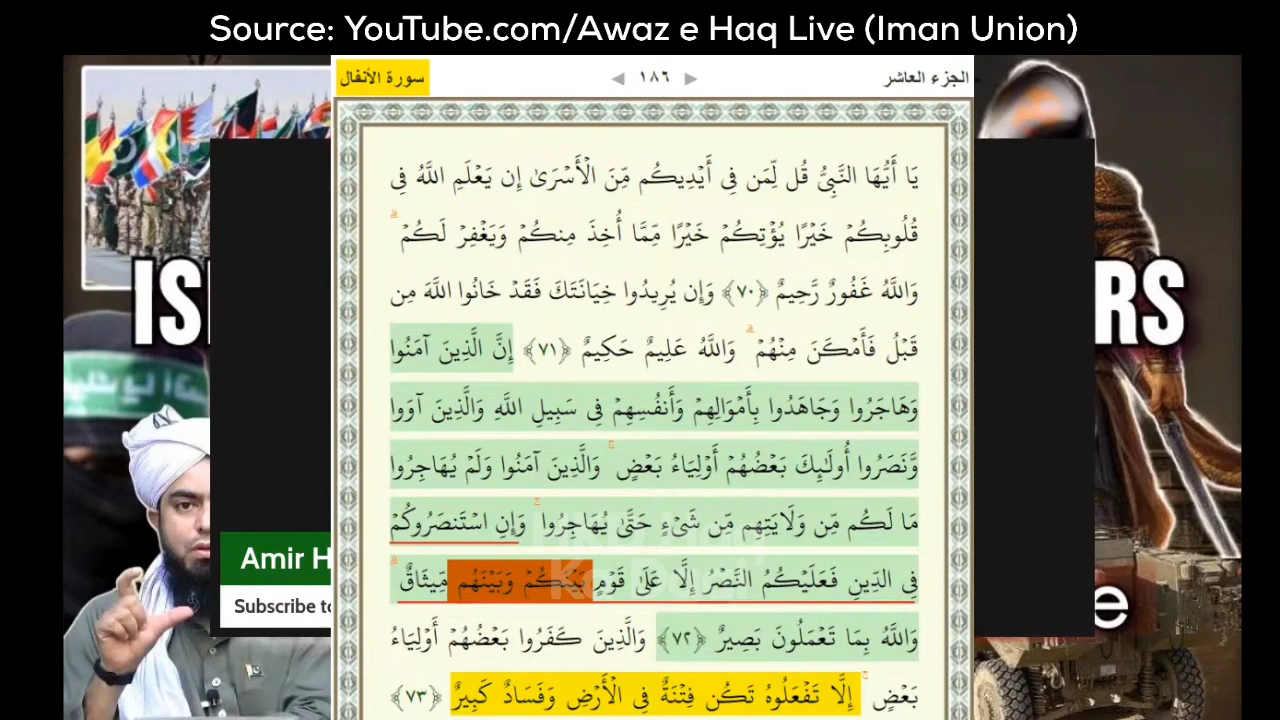 Source: YouTube.com/Awaz e Haq Live (Iman Union)
سورة الأنفال
١٨٦
الجزء العاشر
يَا أَيُّهَا النَّبِيُّ قُل لِّمَن فِى أَيْدِيكُم مِّنَ الْأَسْرَىٰ إِن يَعْلَمِ اللَّهُ فِى
قُلُوبِكُمْ خَيْرًا يُؤْتِكُمْ خَيْرًا مِّمَّا أُخِذَ مِنكُمْ وَيَغْفِرْ لَكُمْ ۗ
وَاللَّهُ غَفُورٌ رَّحِيمٌ ﴿٧٠﴾ وَإِن يُرِيدُوا خِيَانَتَكَ فَقَدْ خَانُوا اللَّهَ مِن
قَبْلُ فَأَمْكَنَ مِنْهُمْ ۗ وَاللَّهُ عَلِيمٌ حَكِيمٌ ﴿٧١﴾ إِنَّ الَّذِينَ آمَنُوا
وَهَاجَرُوا وَجَاهَدُوا بِأَمْوَالِهِمْ وَأَنفُسِهِمْ فِى سَبِيلِ اللَّهِ وَالَّذِينَ آوَوا
وَّنَصَرُوا أُولَـٰئِكَ بَعْضُهُمْ أَوْلِيَاءُ بَعْضٍ ۚ وَالَّذِينَ آمَنُوا وَلَمْ يُهَاجِرُوا
مَا لَكُم مِّن وَلَايَتِهِم مِّن شَىْءٍ حَتَّىٰ يُهَاجِرُوا ۚ وَإِنِ اسْتَنصَرُوكُمْ
فِى الدِّينِ فَعَلَيْكُمُ النَّصْرُ إِلَّا عَلَىٰ قَوْمٍ بَيْنَكُمْ وَبَيْنَهُم مِّيثَاقٌ ۗ
وَاللَّهُ بِمَا تَعْمَلُونَ بَصِيرٌ ﴿٧٢﴾ وَالَّذِينَ كَفَرُوا بَعْضُهُمْ أَوْلِيَاءُ
بَعْضٍ ۚ إِلَّا تَفْعَلُوهُ تَكُن فِتْنَةٌ فِى الْأَرْضِ وَفَسَادٌ كَبِيرٌ ﴿٧٣﴾
IS
RS
Amir H
Subscribe to
e